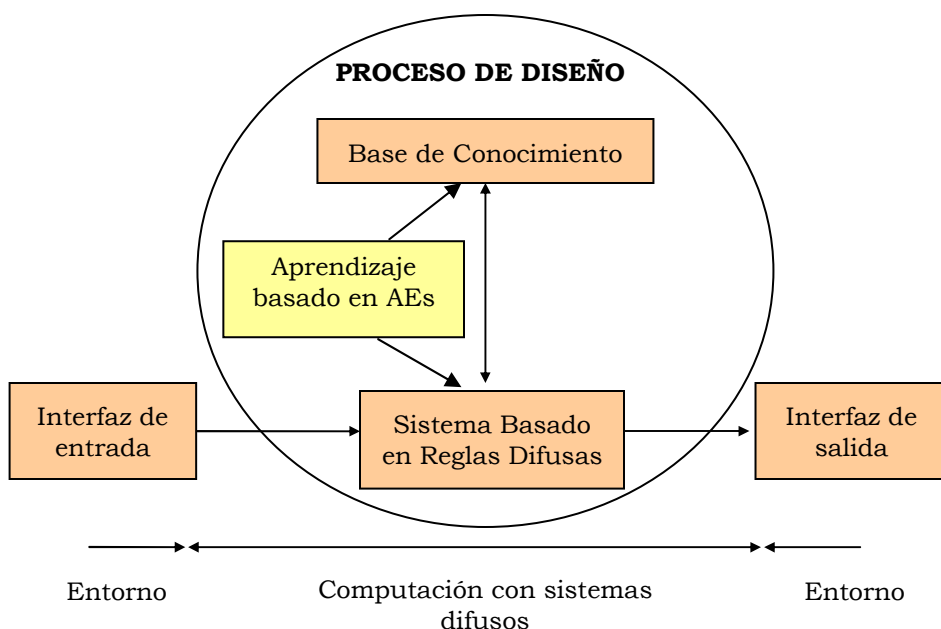 PROCESO DE DISEÑO
Base de Conocimiento
Aprendizaje
basado en AEs
Interfaz de
entrada
Sistema Basado
en Reglas Difusas
Interfaz de
salida
Entorno
Computación con sistemas
difusos
Entorno